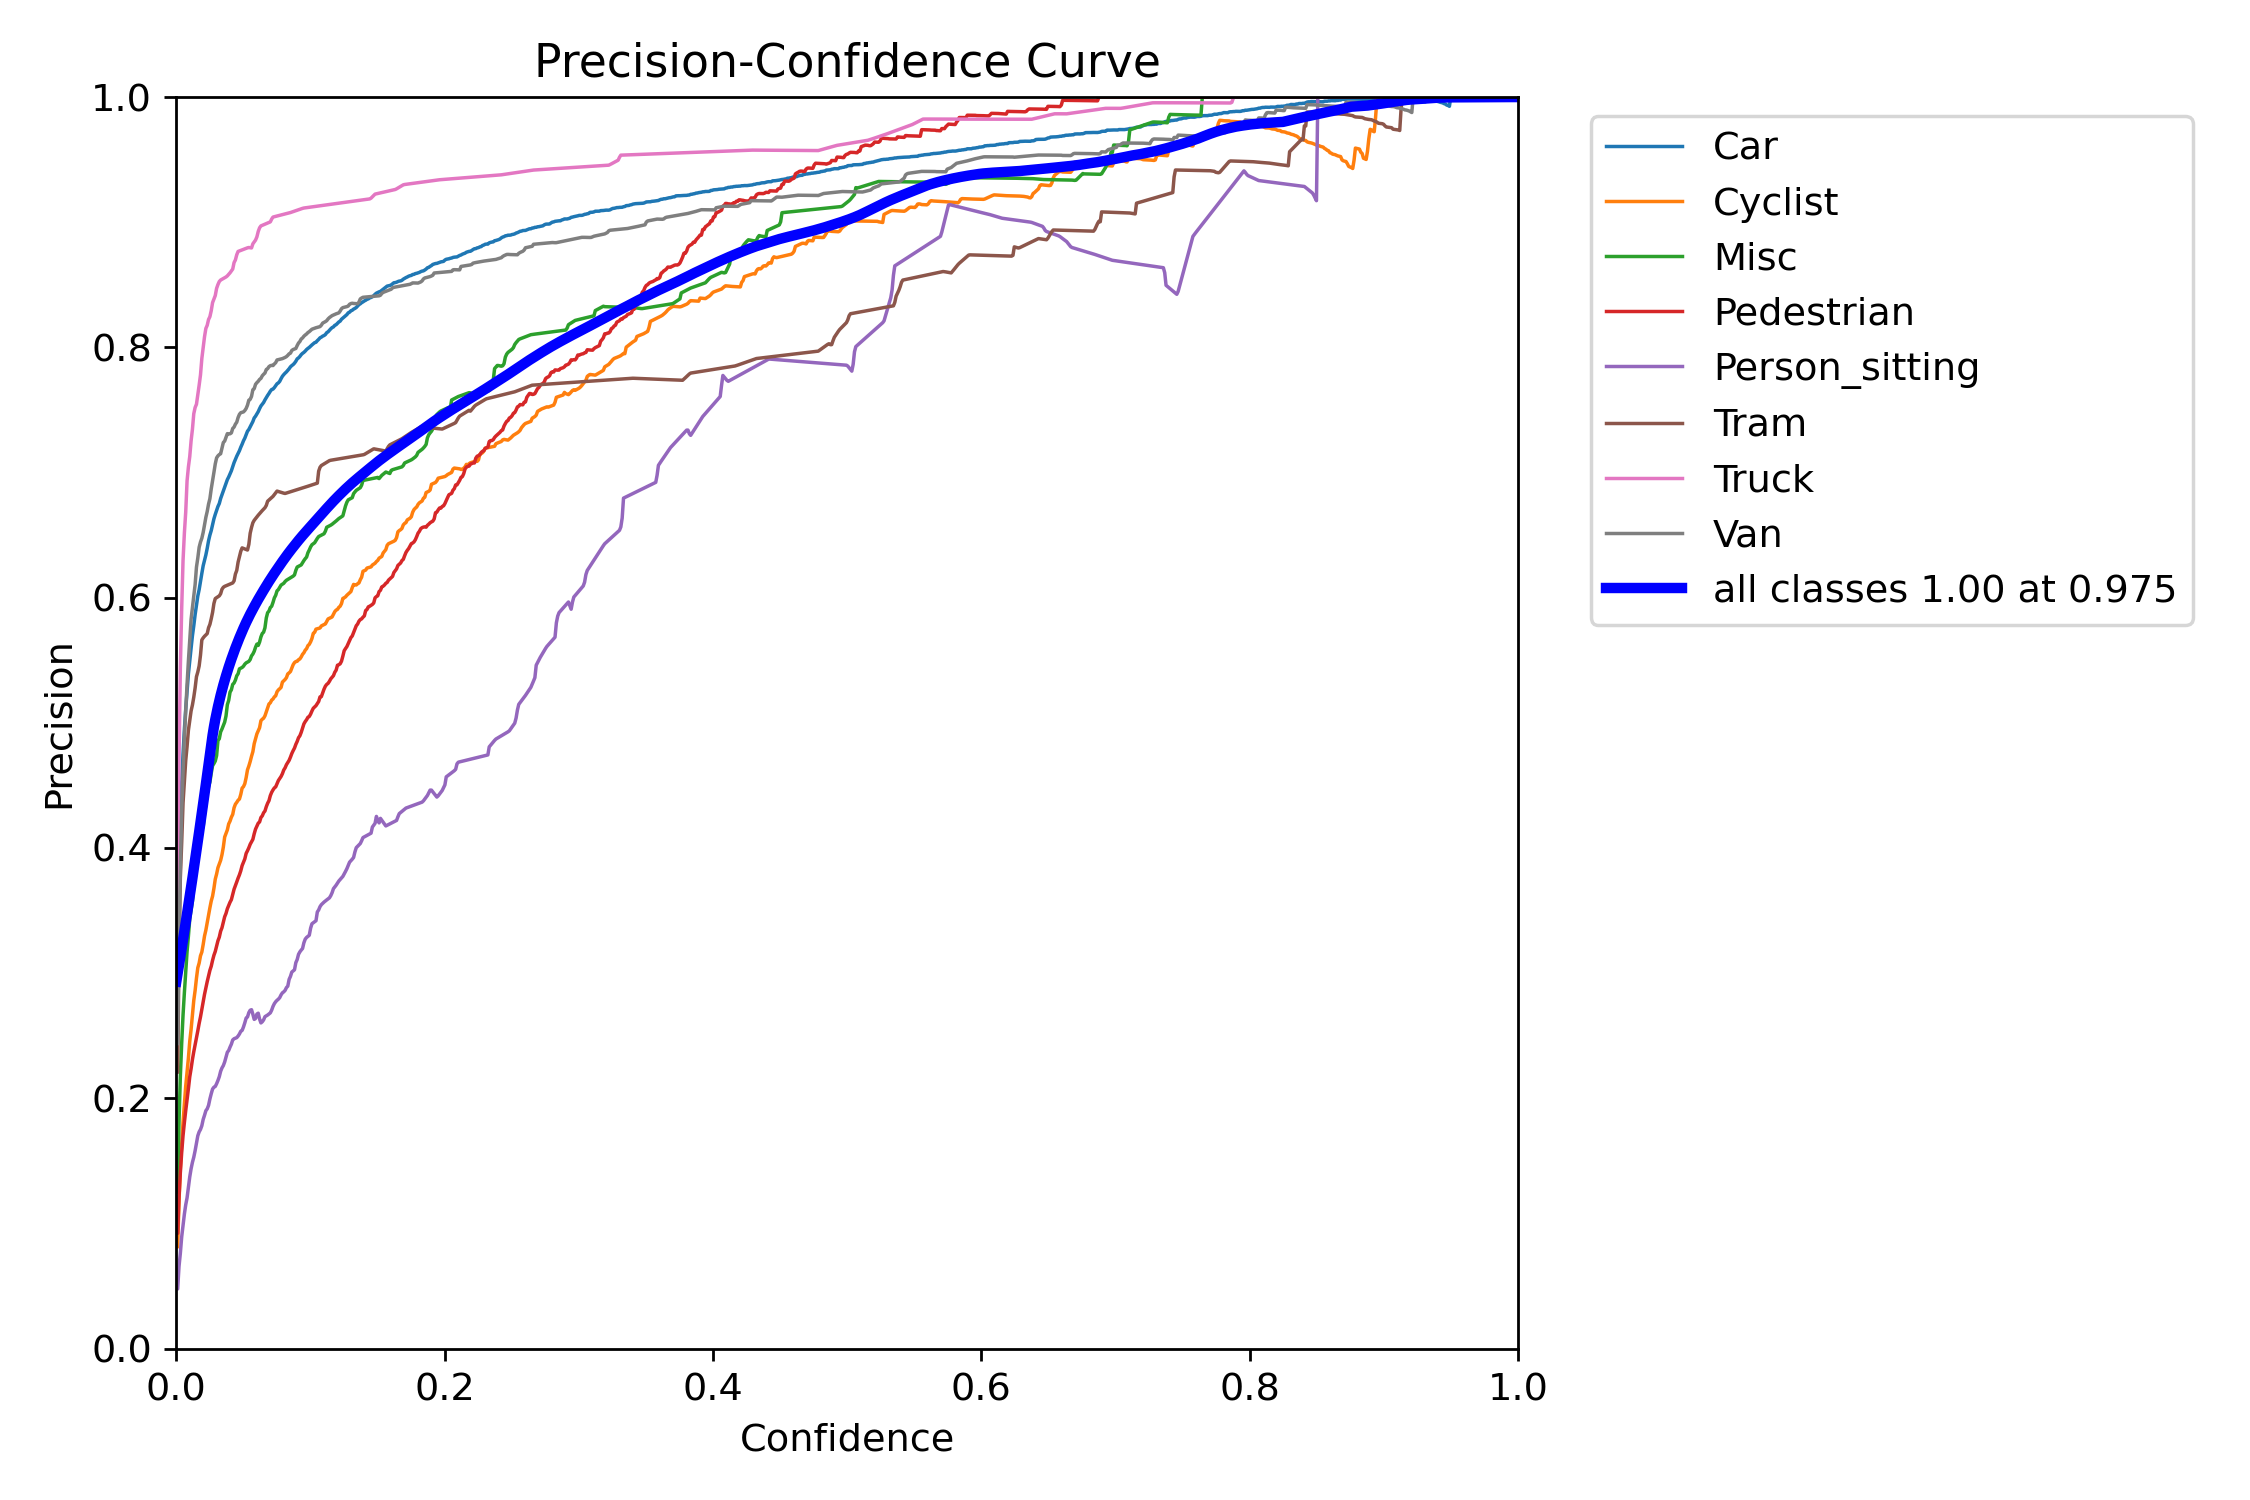 Precision-Confidence Curve
1.0
0.8
0.6
0.4
0.2
0.0
Precision
0.0 0.2 0.4 0.6 0.8 1.0
Confidence
Car
Cyclist
Misc
Pedestrian
Person_sitting
Tram
Truck
Van
all classes 1.00 at 0.975